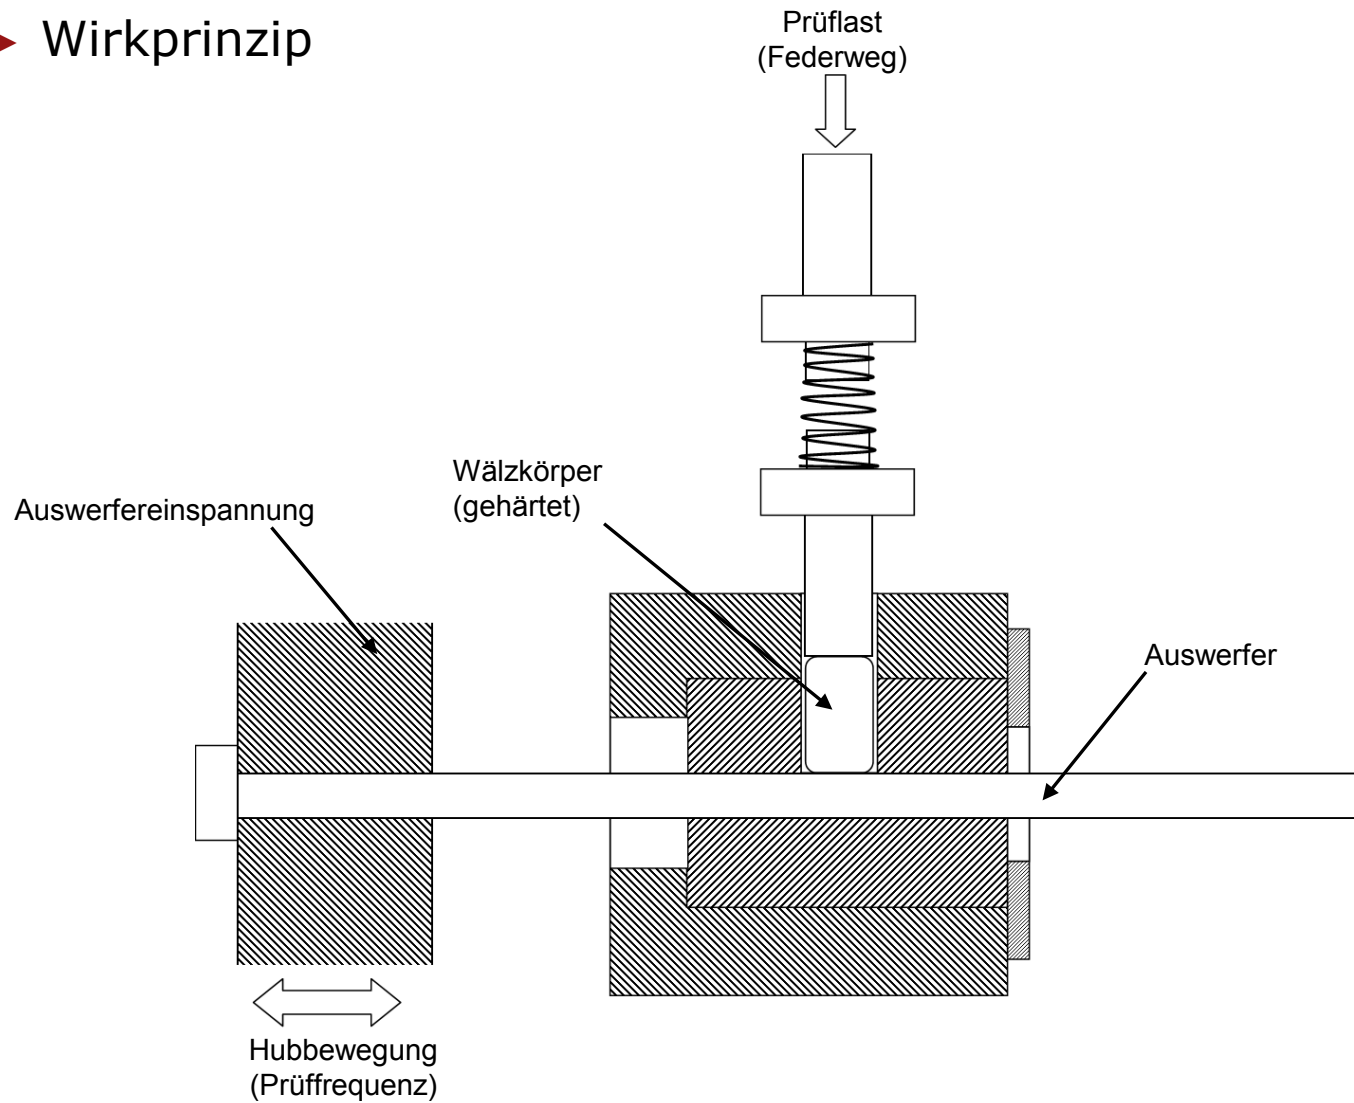 Wirkprinzip
Prüflast
(Federweg)
Wälzkörper
(gehärtet)
Auswerfereinspannung
Auswerfer
Hubbewegung
(Prüffrequenz)